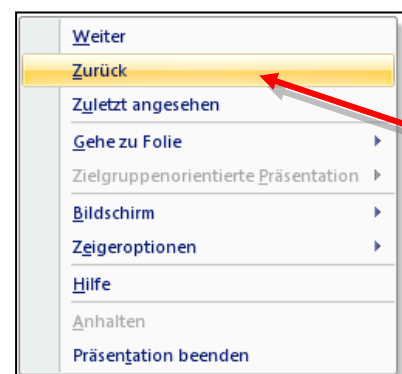 Weiter
Zurück
Zuletzt angesehen
Gehe zu Folie
Zielgruppenorientierte Präsentation
Bildschirm
Zeigeroptionen
Hilfe
Anhalten
Präsentation beenden